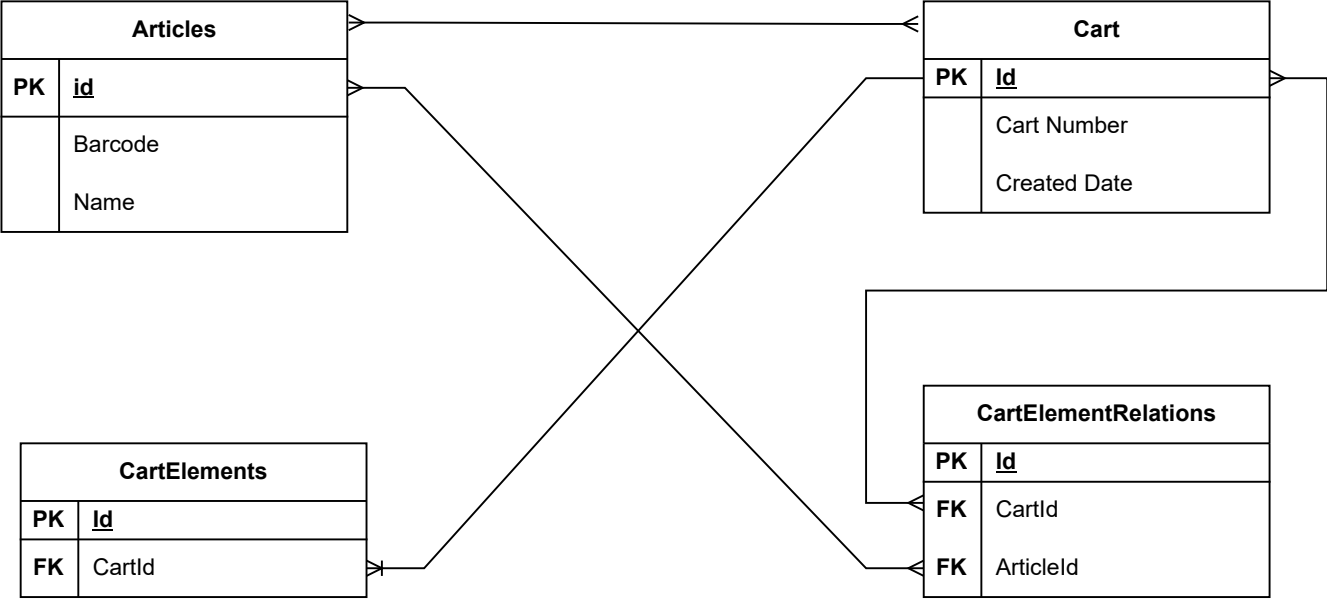 Articles
PK id
Barcode
Name
Cart
PK Id
Cart Number
Created Date
CartElements
PK Id
FK CartId
CartElementRelations
PK Id
FK CartId
FK ArticleId